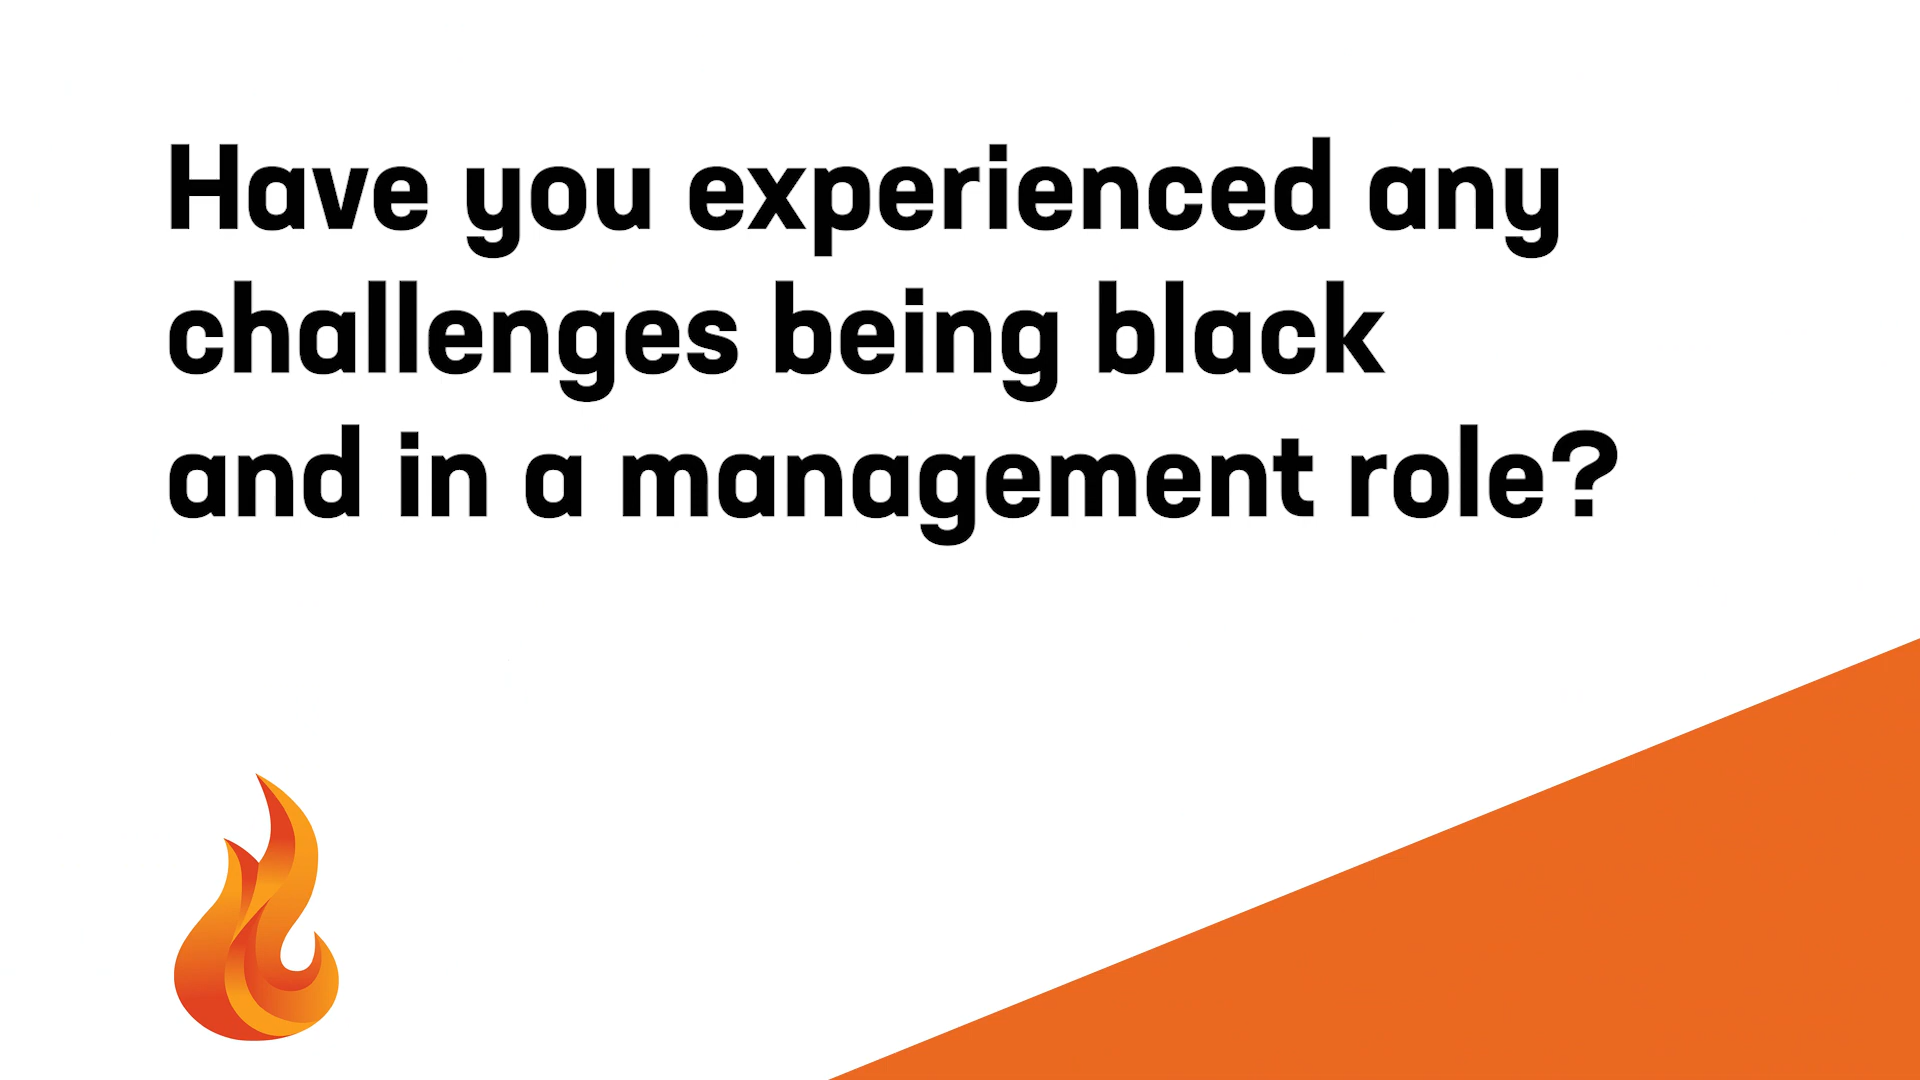 Have you experienced any
challenges being black
and in a management role?